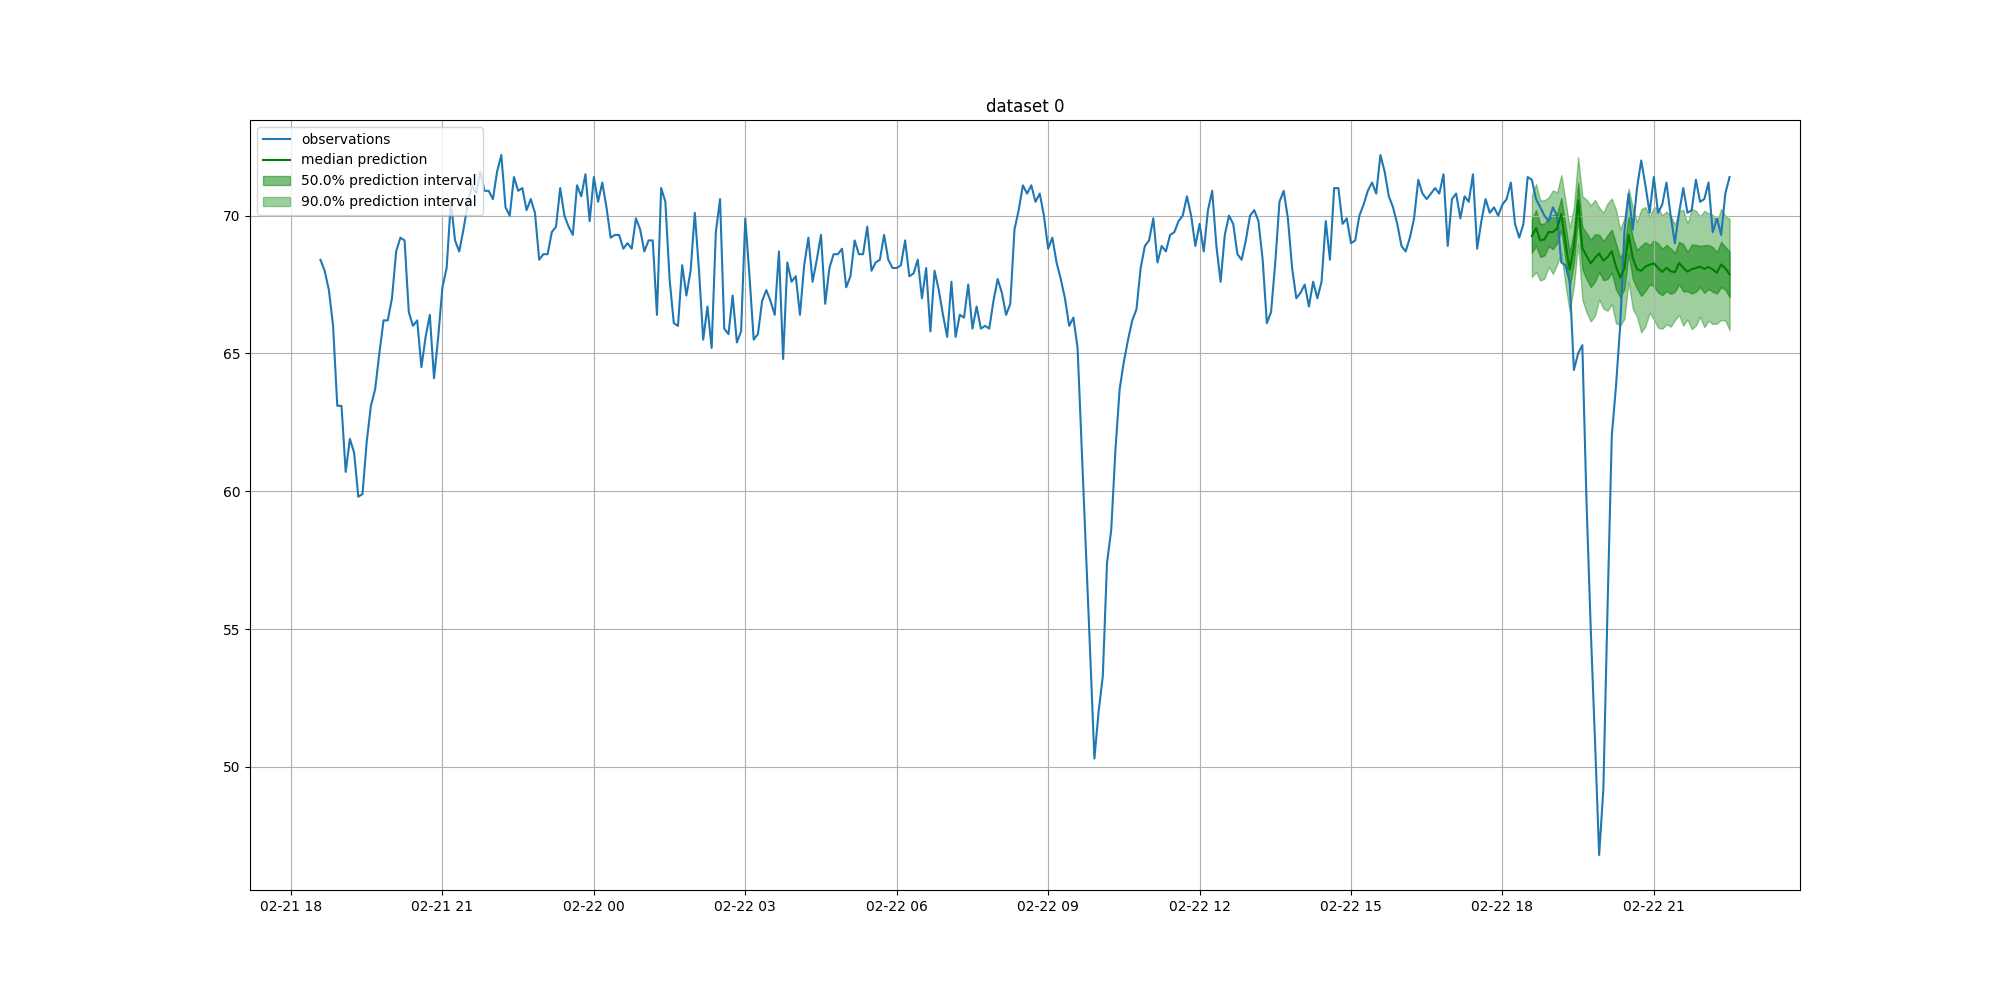 dataset 0
observations
median prediction
50.0% prediction interval
90.0% prediction interval
70
65
60
55
50
02-21 18 02-21 21 02-22 00 02-22 03 02-22 06 02-22 09 02-22 12 02-22 15 02-22 18 02-22 21